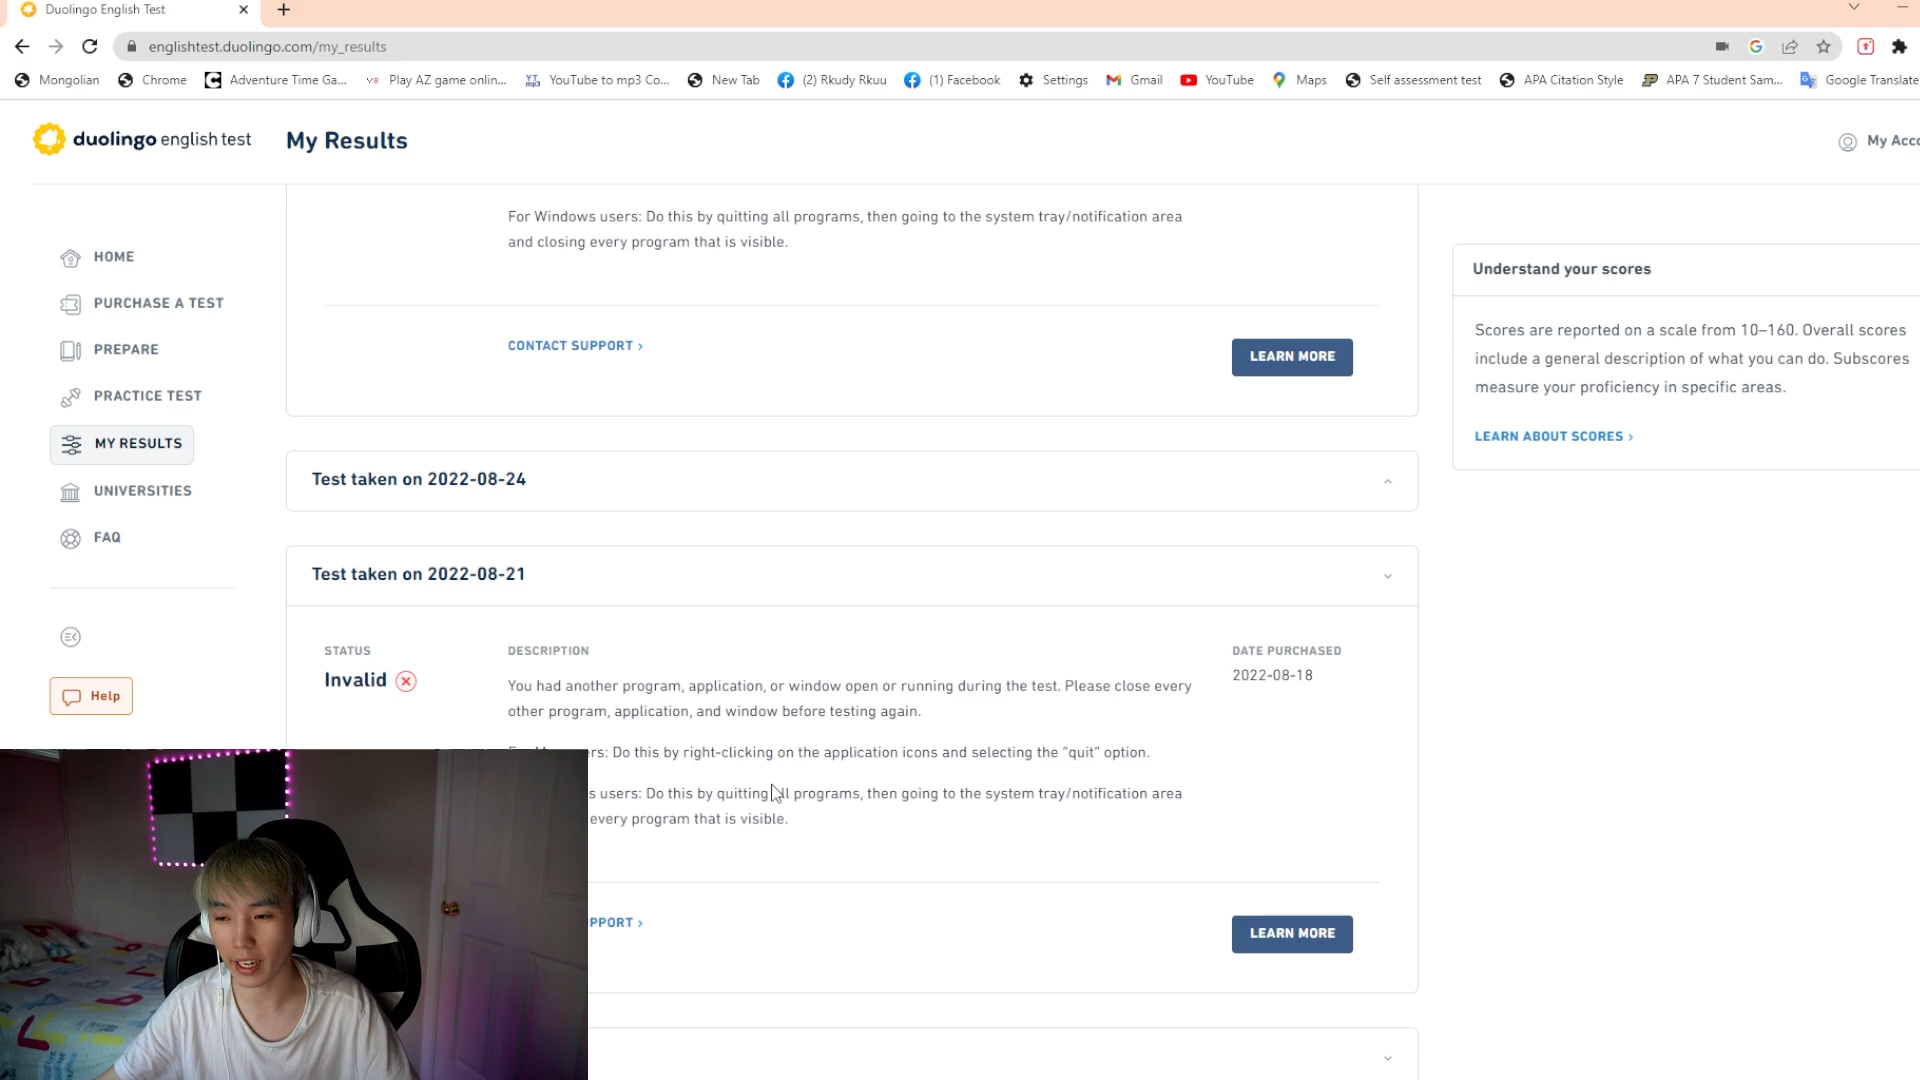 Duolingo English Test
englishtest.duolingo.com/my_results
Mongolian Chrome Adventure Time Ga... Play AZ game onlin... YouTube to mp3 Co... New Tab (2) Rkudy Rkuu (1) Facebook Settings Gmail YouTube Maps Self assessment test APA Citation Style APA 7 Student Sam... Google Translate
duolingo english test
My Results
My Acco
HOME
PURCHASE A TEST
PREPARE
PRACTICE TEST
MY RESULTS
UNIVERSITIES
FAQ
Help
For Windows users: Do this by quitting all programs, then going to the system tray/notification area
and closing every program that is visible.
CONTACT SUPPORT >
LEARN MORE
Test taken on 2022-08-24
Test taken on 2022-08-21
STATUS
Invalid
DESCRIPTION
You had another program, application, or window open or running during the test. Please close every
other program, application, and window before testing again.
ers: Do this by right-clicking on the application icons and selecting the “quit” option.
s users: Do this by quitting all programs, then going to the system tray/notification area
every program that is visible.
DATE PURCHASED
2022-08-18
PPORT >
LEARN MORE
Understand your scores
Scores are reported on a scale from 10–160. Overall scores
include a general description of what you can do. Subscores
measure your proficiency in specific areas.
LEARN ABOUT SCORES >